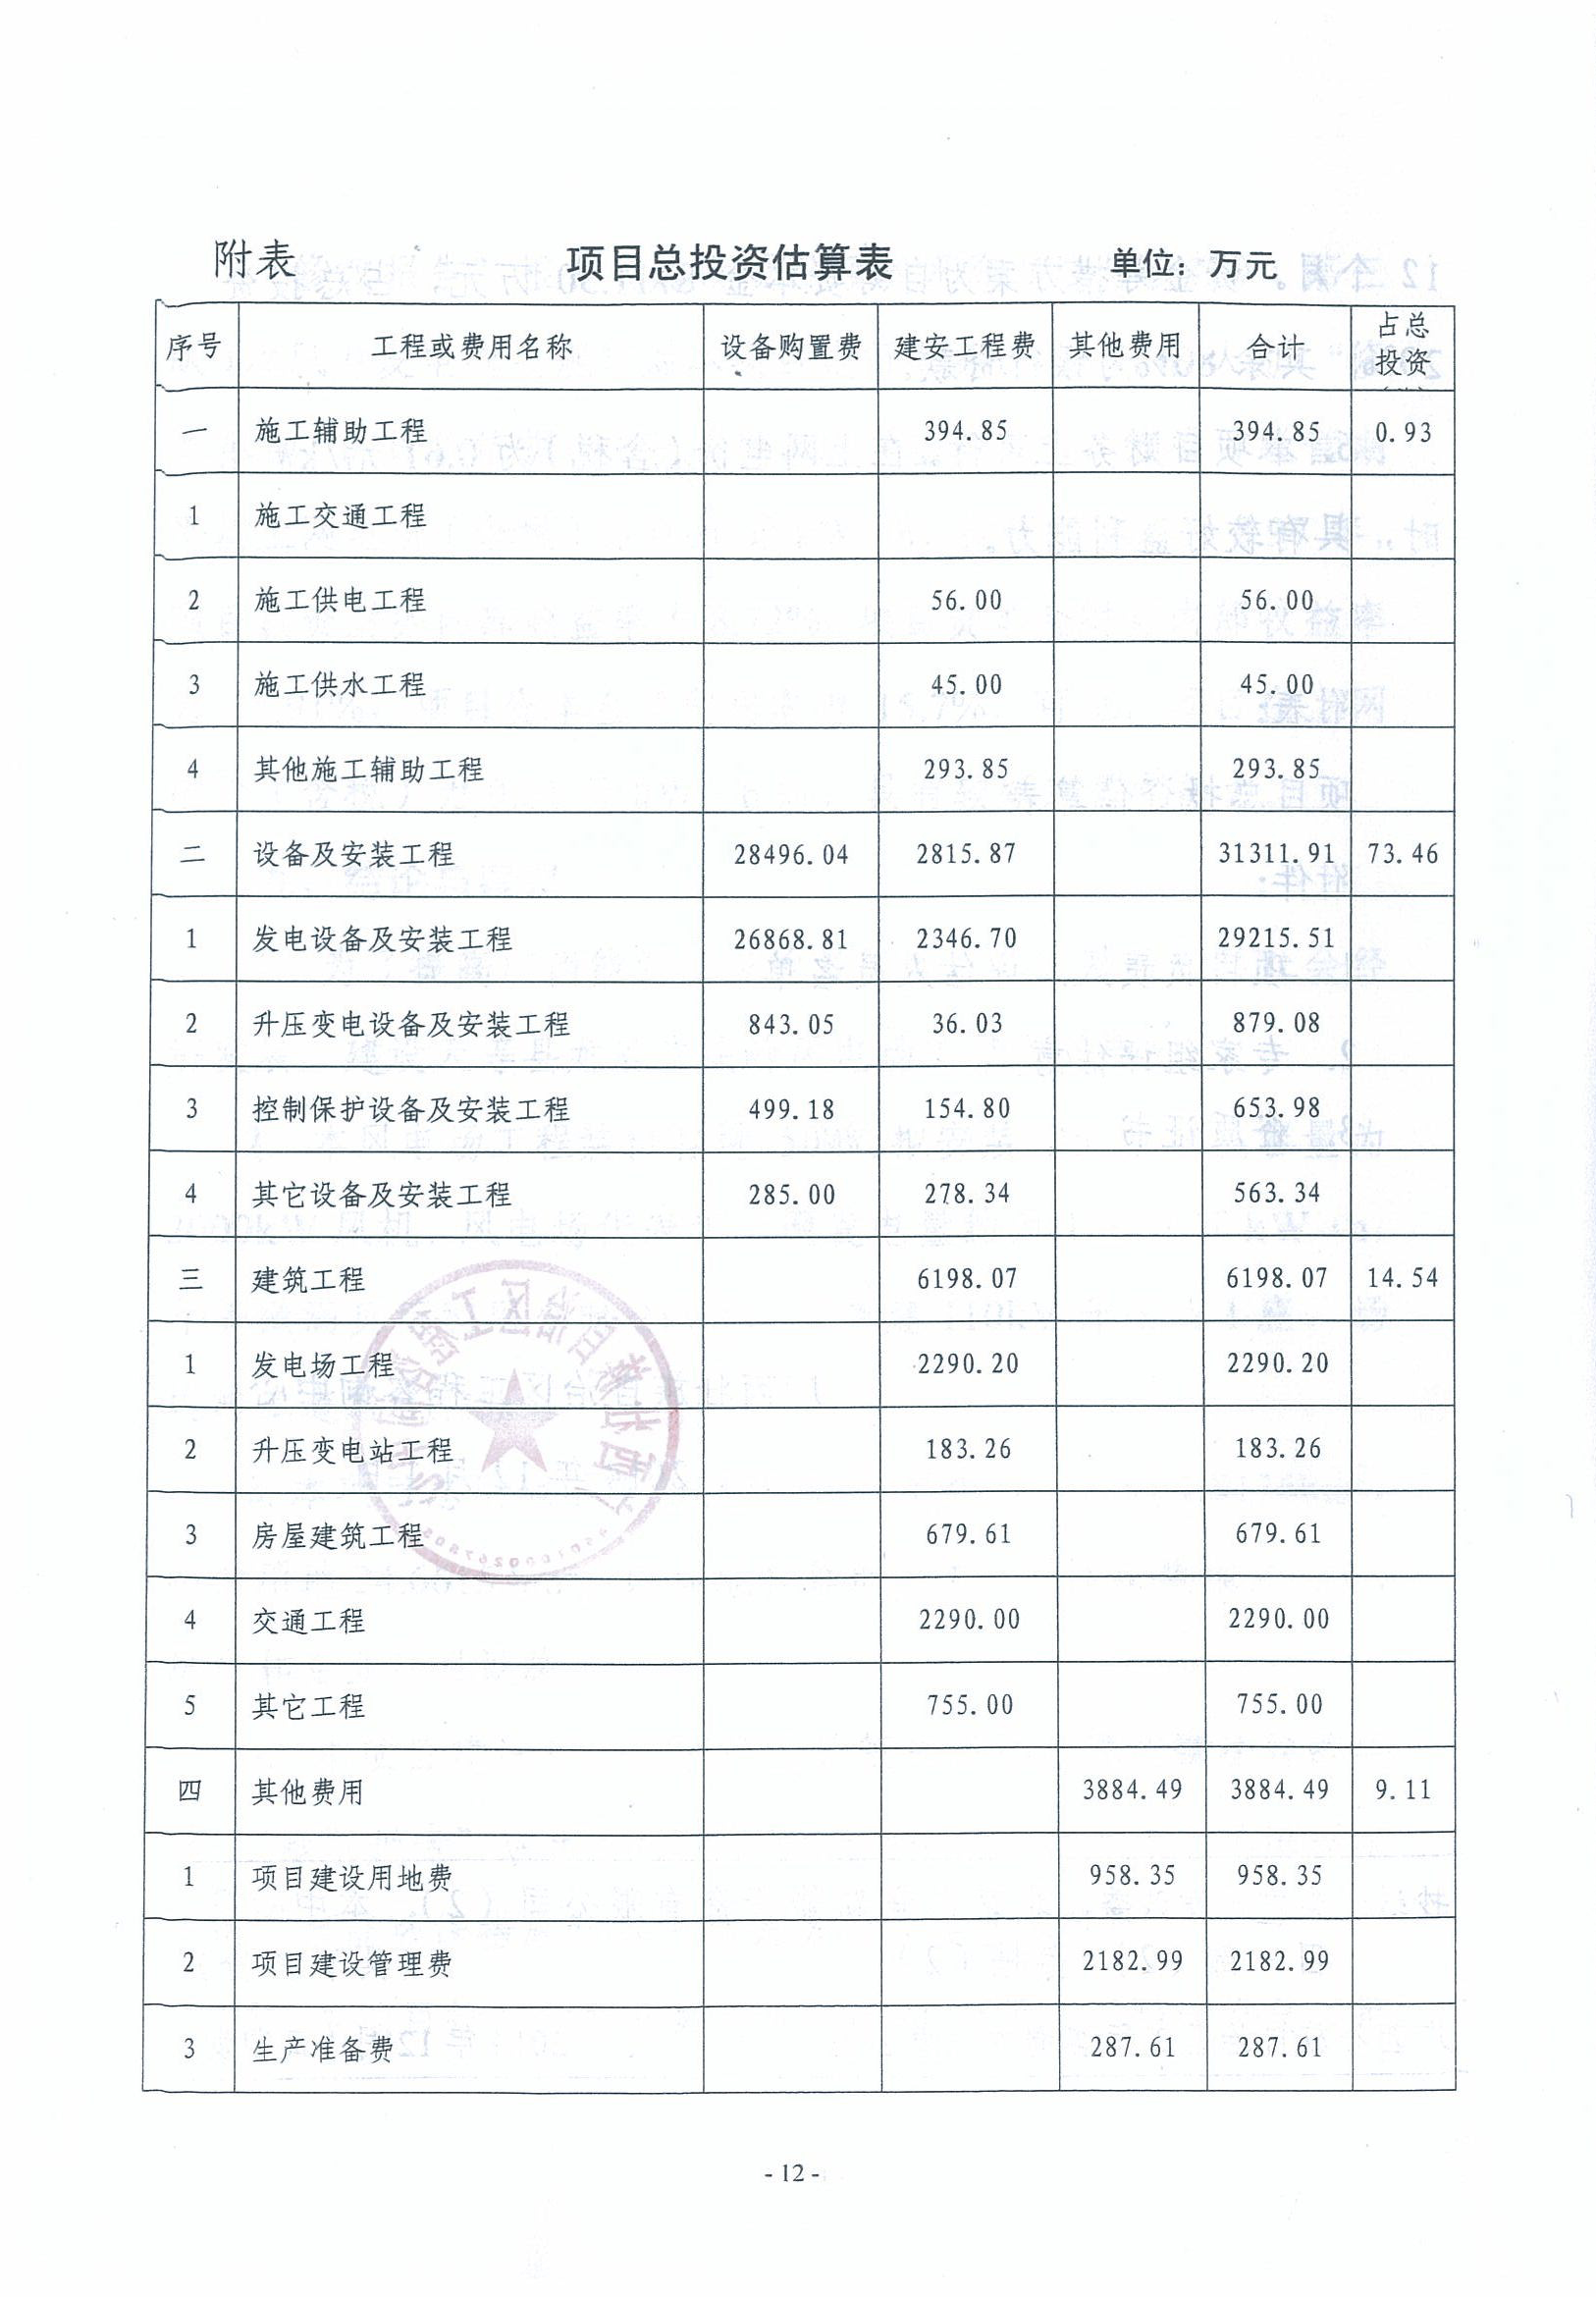 附表 项目总投资估算表 单位：万元
序号 工程或费用名称 设备购置费 建安工程费 其他费用 合计 占总投资
一 施工辅助工程 394.85 394.85 0.93
1 施工交通工程
2 施工供电工程 56.00 56.00
3 施工供水工程 45.00 45.00
4 其他施工辅助工程 293.85 293.85
二 设备及安装工程 28496.04 2815.87 31311.91 73.46
1 发电设备及安装工程 26868.81 2346.70 29215.51
2 升压变电设备及安装工程 843.05 36.03 879.08
3 控制保护设备及安装工程 499.18 154.80 653.98
4 其它设备及安装工程 285.00 278.34 563.34
三 建筑工程 6198.07 6198.07 14.54
1 发电场工程 2290.20 2290.20
2 升压变电站工程 183.26 183.26
3 房屋建筑工程 679.61 679.61
4 交通工程 2290.00 2290.00
5 其它工程 755.00 755.00
四 其他费用 3884.49 3884.49 9.11
1 项目建设用地费 958.35 958.35
2 项目建设管理费 2182.99 2182.99
3 生产准备费 287.61 287.61
- 12 -